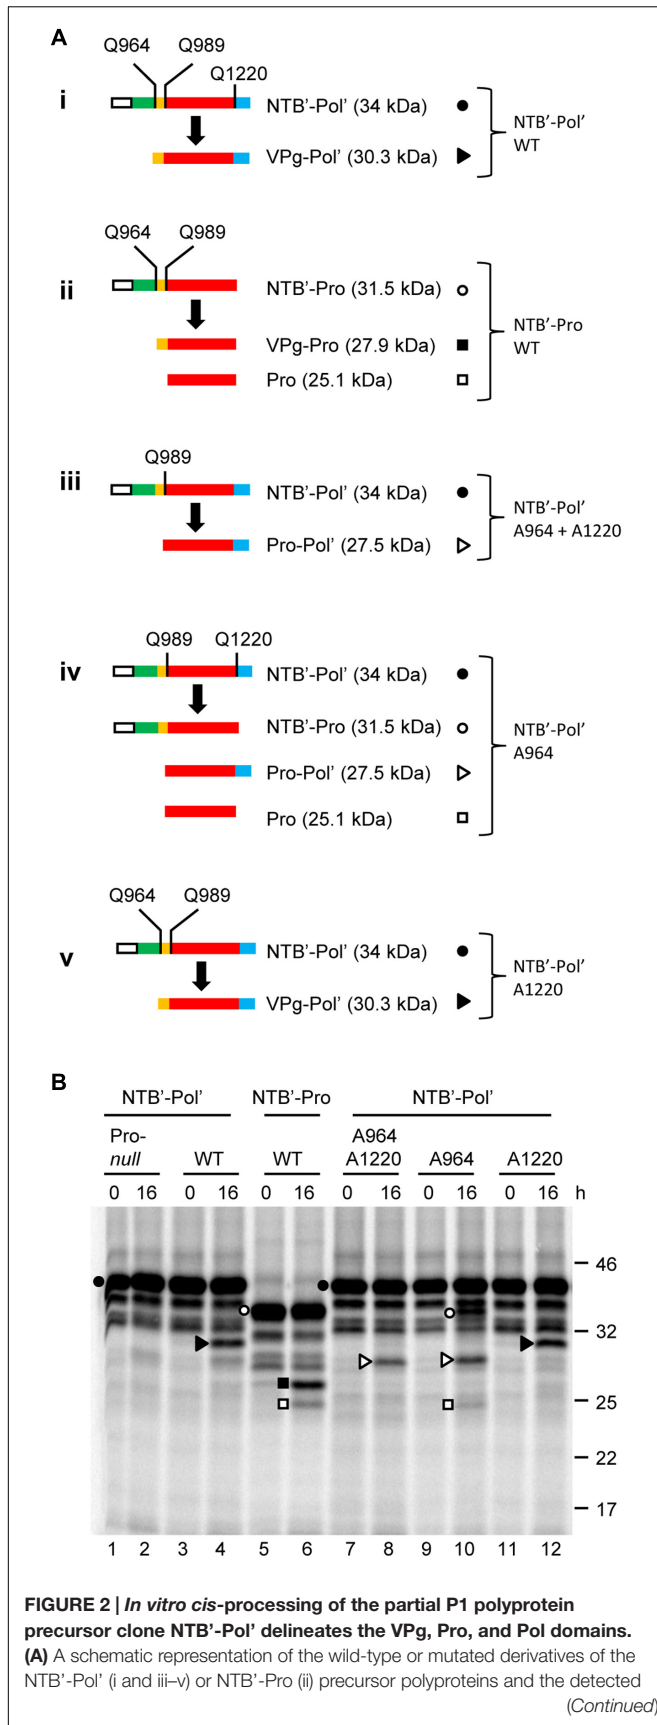 A
Q964 Q989
Q1220
i
NTB'-Pol' (34 kDa)
VPg-Pol' (30.3 kDa)
NTB'-Pol'
WT
Q964 Q989
ii
NTB'-Pro (31.5 kDa)
VPg-Pro (27.9 kDa)
Pro (25.1 kDa)
NTB'-Pro
WT
Q989
iii
NTB'-Pol' (34 kDa)
Pro-Pol' (27.5 kDa)
NTB'-Pol'
A964 + A1220
Q989 Q1220
iv
NTB'-Pol' (34 kDa)
NTB'-Pro (31.5 kDa)
Pro-Pol' (27.5 kDa)
Pro (25.1 kDa)
NTB'-Pol'
A964
Q964 Q989
v
NTB'-Pol' (34 kDa)
VPg-Pol' (30.3 kDa)
NTB'-Pol'
A1220
B
NTB'-Pol' NTB'-Pro NTB'-Pol'
Pro- A964
null WT WT A1220 A964 A1220
0 16 0 16 0 16 0 16 0 16 0 16 h
46
32
25
22
17
1 2 3 4 5 6 7 8 9 10 11 12
FIGURE 2 | In vitro cis-processing of the partial P1 polyprotein
precursor clone NTB'-Pol' delineates the VPg, Pro, and Pol domains.
(A) A schematic representation of the wild-type or mutated derivatives of the
NTB'-Pol' (i and iii–v) or NTB'-Pro (ii) precursor polyproteins and the detected
(Continued)